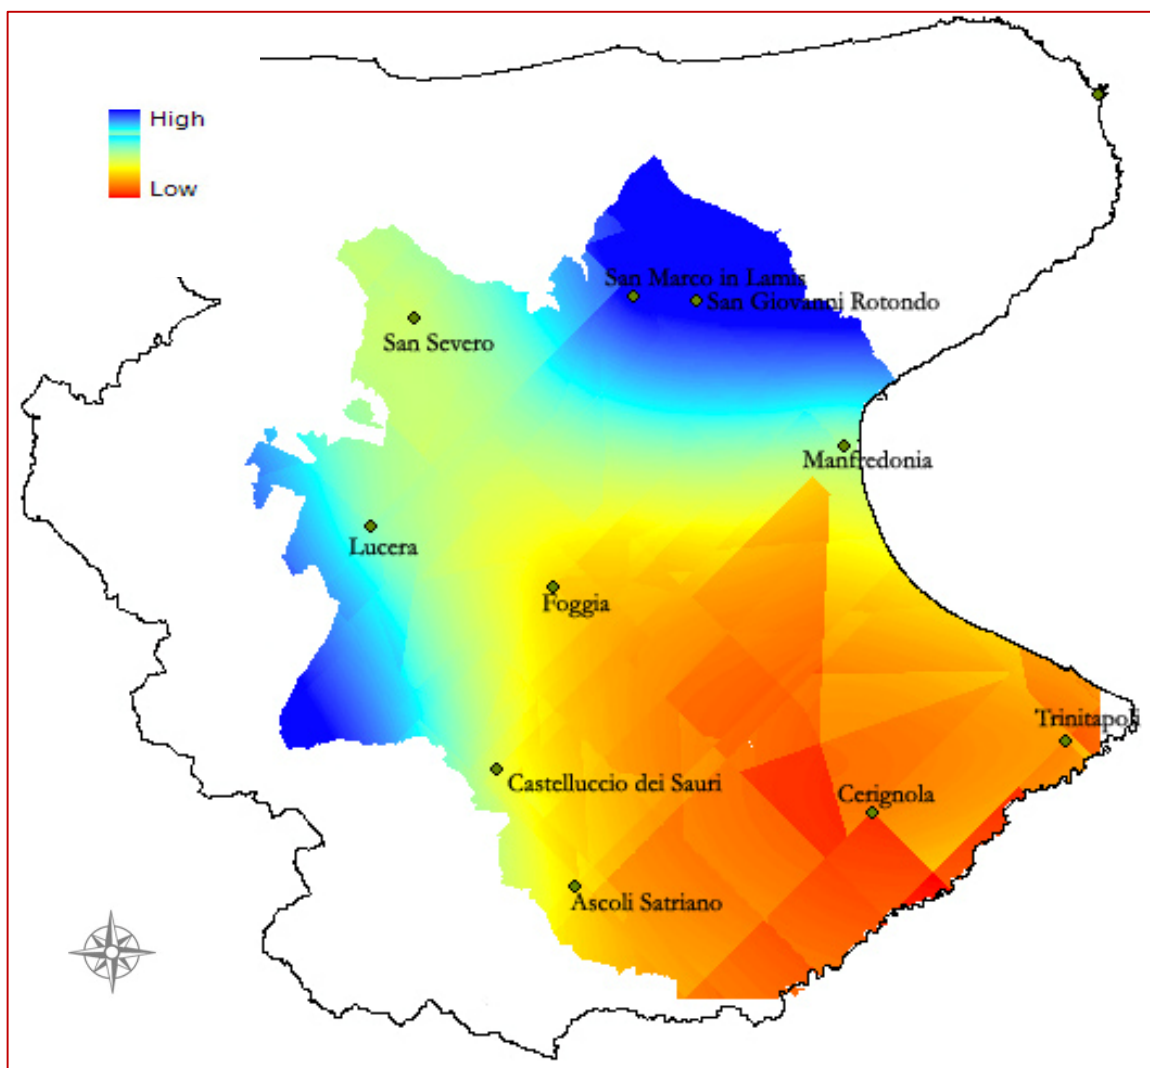 High
Low
San Marco in Lamis
San Giovanni Rotondo
San Severo
Manfredonia
Lucera
Foggia
Trinitapoli
Castelluccio dei Sauri
Cerignola
Ascoli Satriano